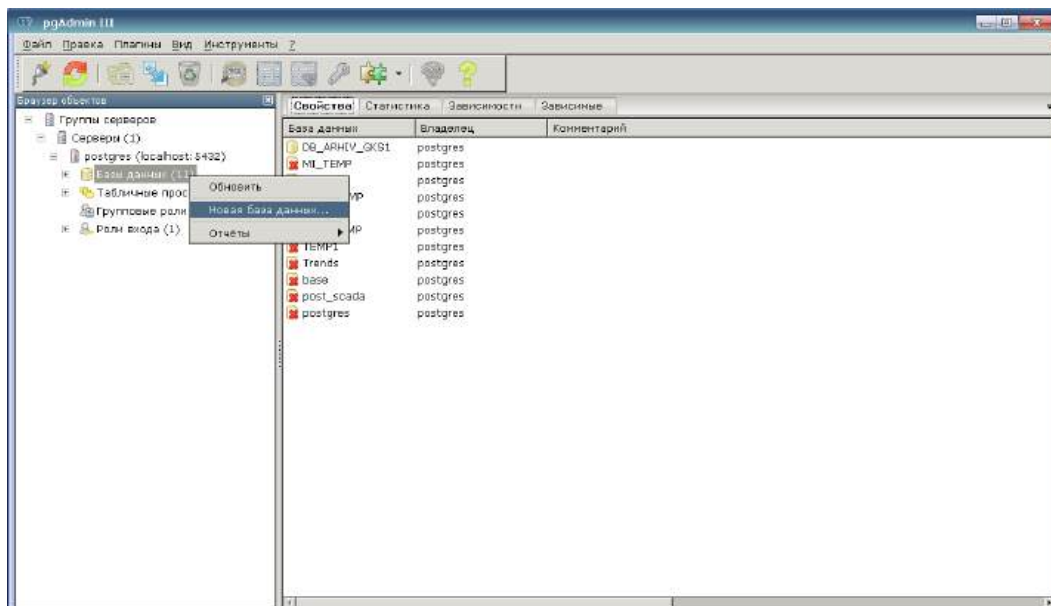 pgAdmin III
Файл Правка Плагины Вид Инструменты ?
Браузер объектов
Свойства Статистика Зависимости Зависимые
Группы серверов
Серверы (1)
postgres (localhost:5432)
Базы данных (11)
Табличные прос
Групповые роли
Роли входа (1)
Обновить
Новая база данных...
Отчёты
База данных Владелец Комментарий
DB_ARHIV_GKS1 postgres
MI_TEMP postgres
postgres
MP postgres
postgres
MP postgres
TEMP1 postgres
Trends postgres
base postgres
post_scada postgres
postgres postgres